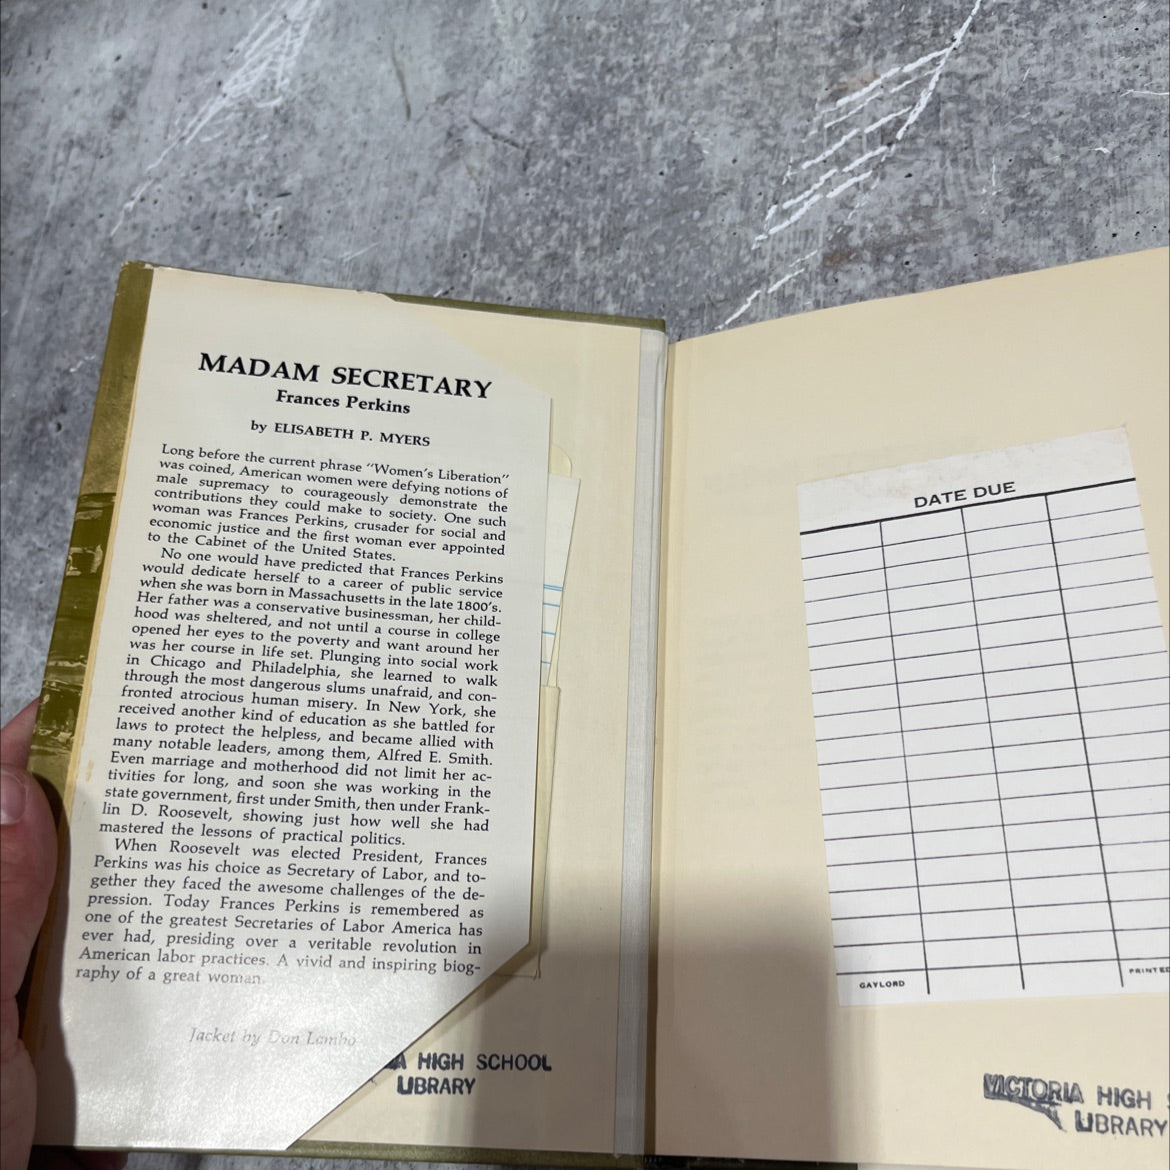 MADAM SECRETARY
Frances Perkins
by ELISABETH P. MYERS
Long before the current phrase “Women’s Liberation”
was coined, American women were defying notions of
male supremacy to courageously demonstrate the
contributions they could make to society. One such
woman was Frances Perkins, crusader for social and
economic justice and the first woman ever appointed
to the Cabinet of the United States.
No one would have predicted that Frances Perkins
would dedicate herself to a career of public service
when she was born in Massachusetts in the late 1800’s.
Her father was a conservative businessman, her child-
hood was sheltered, and not until a course in college
opened her eyes to the poverty and want around her
was her course in life set. Plunging into social work
in Chicago and Philadelphia, she learned to walk
through the most dangerous slums unafraid, and con-
fronted atrocious human misery. In New York, she
received another kind of education as she battled for
laws to protect the helpless, and became allied with
many notable leaders, among them, Alfred E. Smith.
Even marriage and motherhood did not limit her ac-
tivities for long, and soon she was working in the
state government, first under Smith, then under Frank-
lin D. Roosevelt, showing just how well she had
mastered the lessons of practical politics.
When Roosevelt was elected President, Frances
Perkins was his choice as Secretary of Labor, and to-
gether they faced the awesome challenges of the de-
pression. Today Frances Perkins is remembered as
one of the greatest Secretaries of Labor America has
ever had, presiding over a veritable revolution in
American labor practices. A vivid and inspiring biog-
raphy of a great woman.
Jacket by Don Lambo
A HIGH SCHOOL
LIBRARY
DATE DUE
GAYLORD
PRINTED
VICTORIA HIGH
LIBRARY